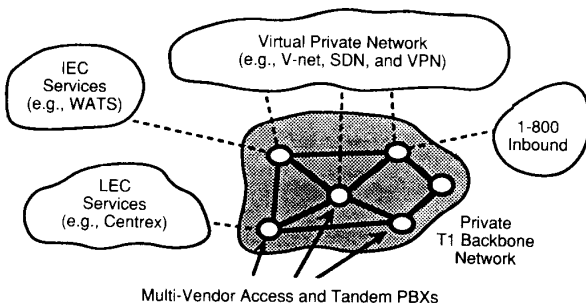 Virtual Private Network
(e.g., V-net, SDN, and VPN)
IEC
Services
(e.g., WATS)
1-800
Inbound
LEC
Services
(e.g., Centrex)
Private
T1 Backbone
Network
Multi-Vendor Access and Tandem PBXs